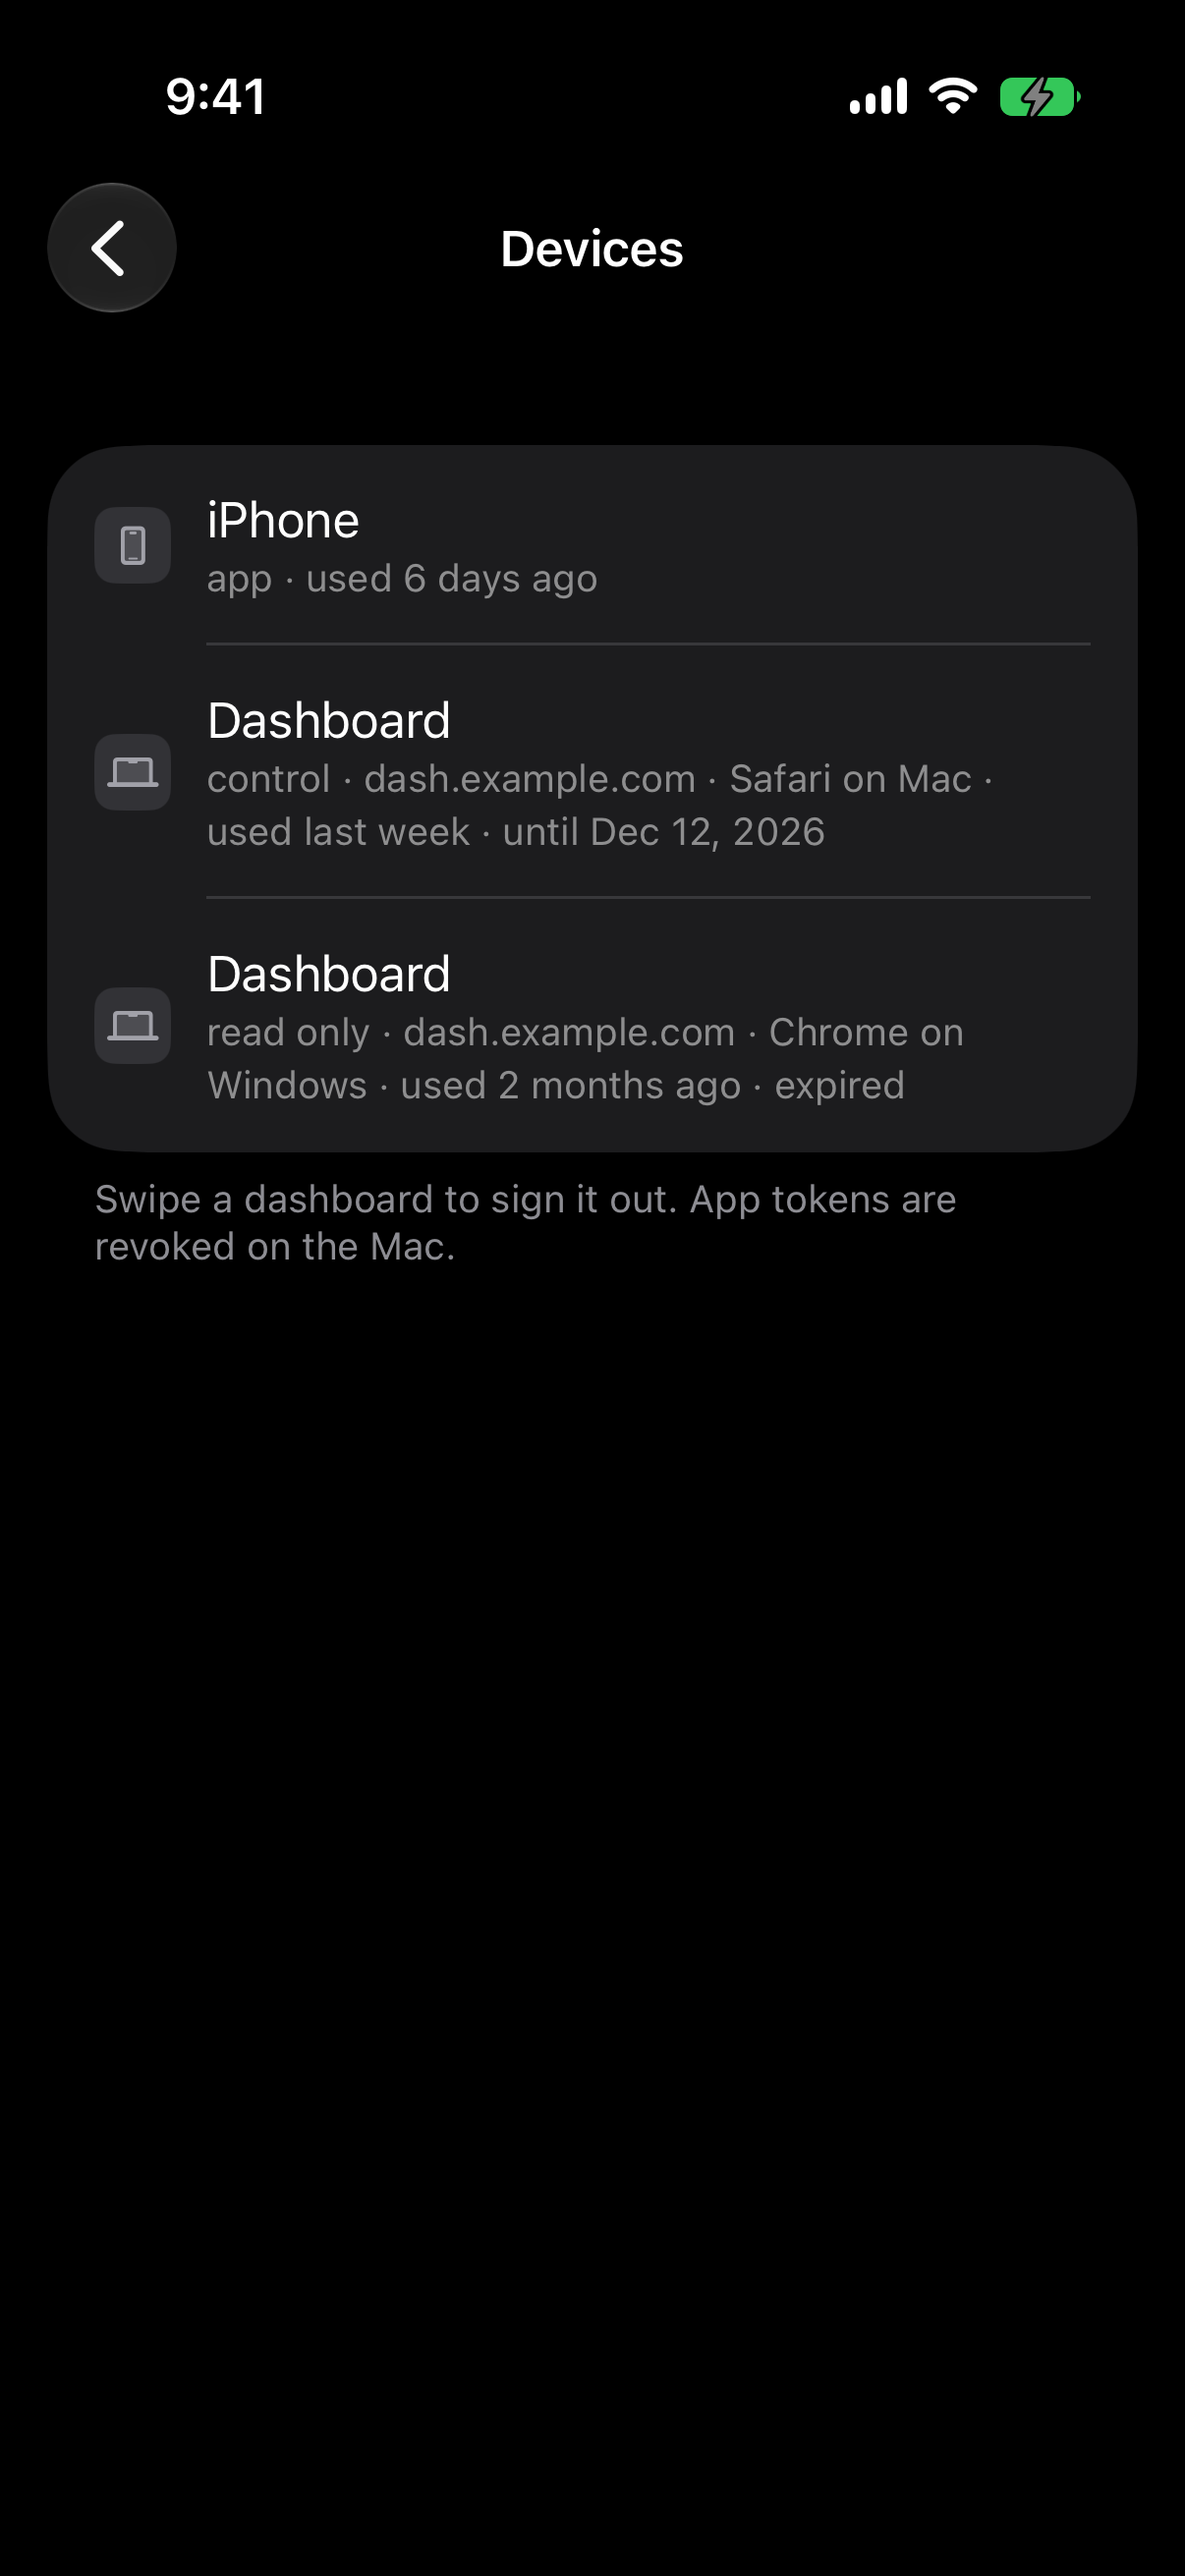 9:41
Devices
iPhone
app · used 6 days ago
Dashboard
control · dash.example.com · Safari on Mac ·
used last week · until Dec 12, 2026
Dashboard
read only · dash.example.com · Chrome on
Windows · used 2 months ago · expired
Swipe a dashboard to sign it out. App tokens are
revoked on the Mac.